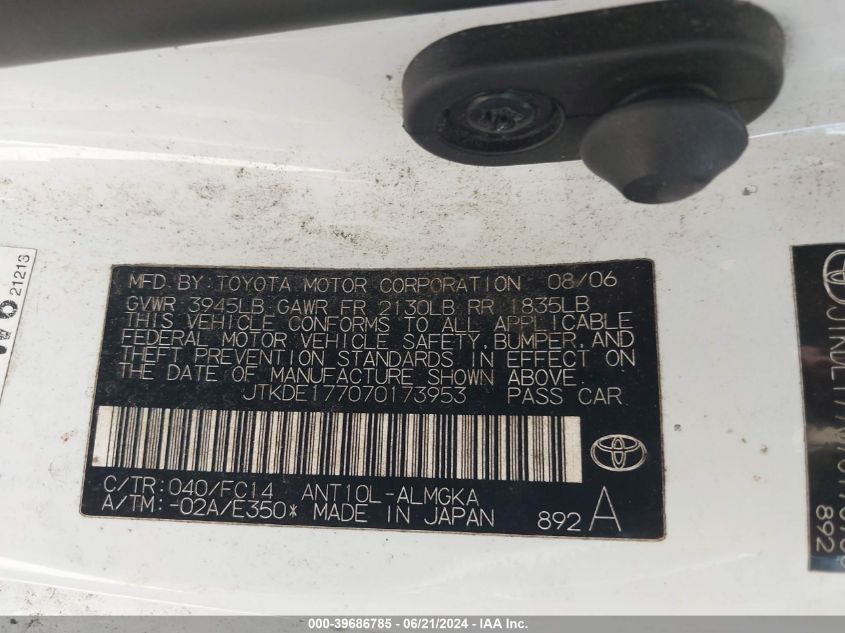 MFD. BY: TOYOTA MOTOR CORPORATION 08/06
GVWR 3945LB GAWR FR 2130LB RR 1835LB
THIS VEHICLE CONFORMS TO ALL APPLICABLE
FEDERAL MOTOR VEHICLE SAFETY, BUMPER, AND
THEFT PREVENTION STANDARDS IN EFFECT ON
THE DATE OF MANUFACTURE SHOWN ABOVE.
JTKDE177070173953 PASS CAR
C/TR: 040/FC14 ANT10L-ALMGKA
A/TM: -02A/E350* MADE IN JAPAN 892 A
21213
892
000-39686785 - 06/21/2024 - IAA Inc.